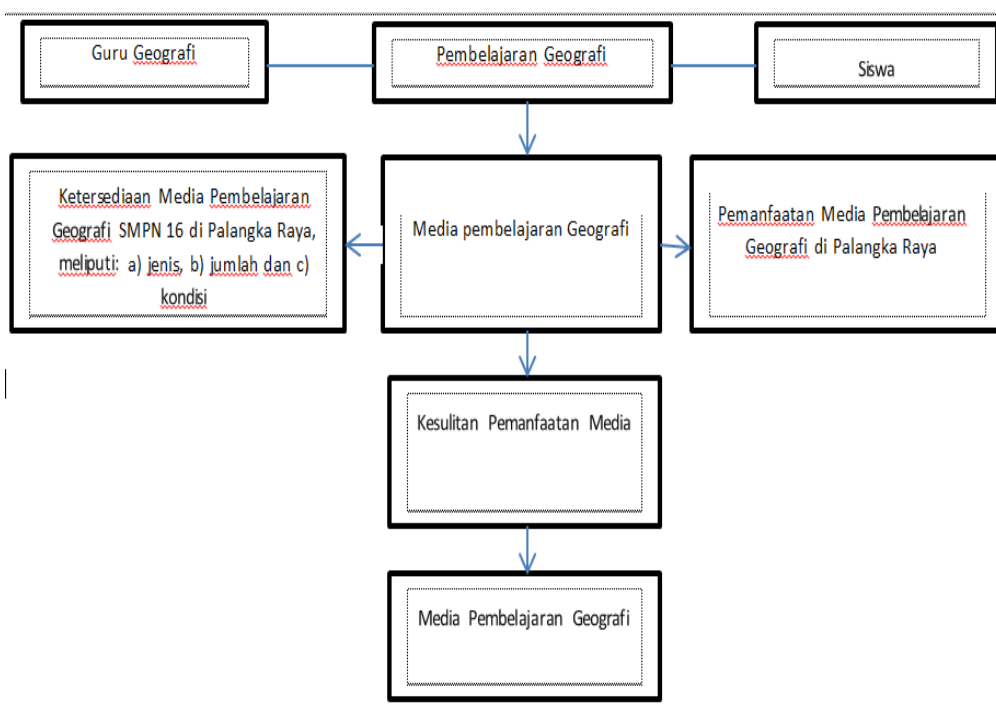 Guru Geografi
Pembelajaran Geografi
Siswa
Ketersediaan Media Pembelajaran
Geografi SMPN 16 di Palangka Raya,
meliputi: a) jenis, b) jumlah dan c)
kondisi
Media pembelajaran Geografi
Pemanfaatan Media Pembelajaran
Geografi di Palangka Raya
Kesulitan Pemanfaatan Media
Media Pembelajaran Geografi